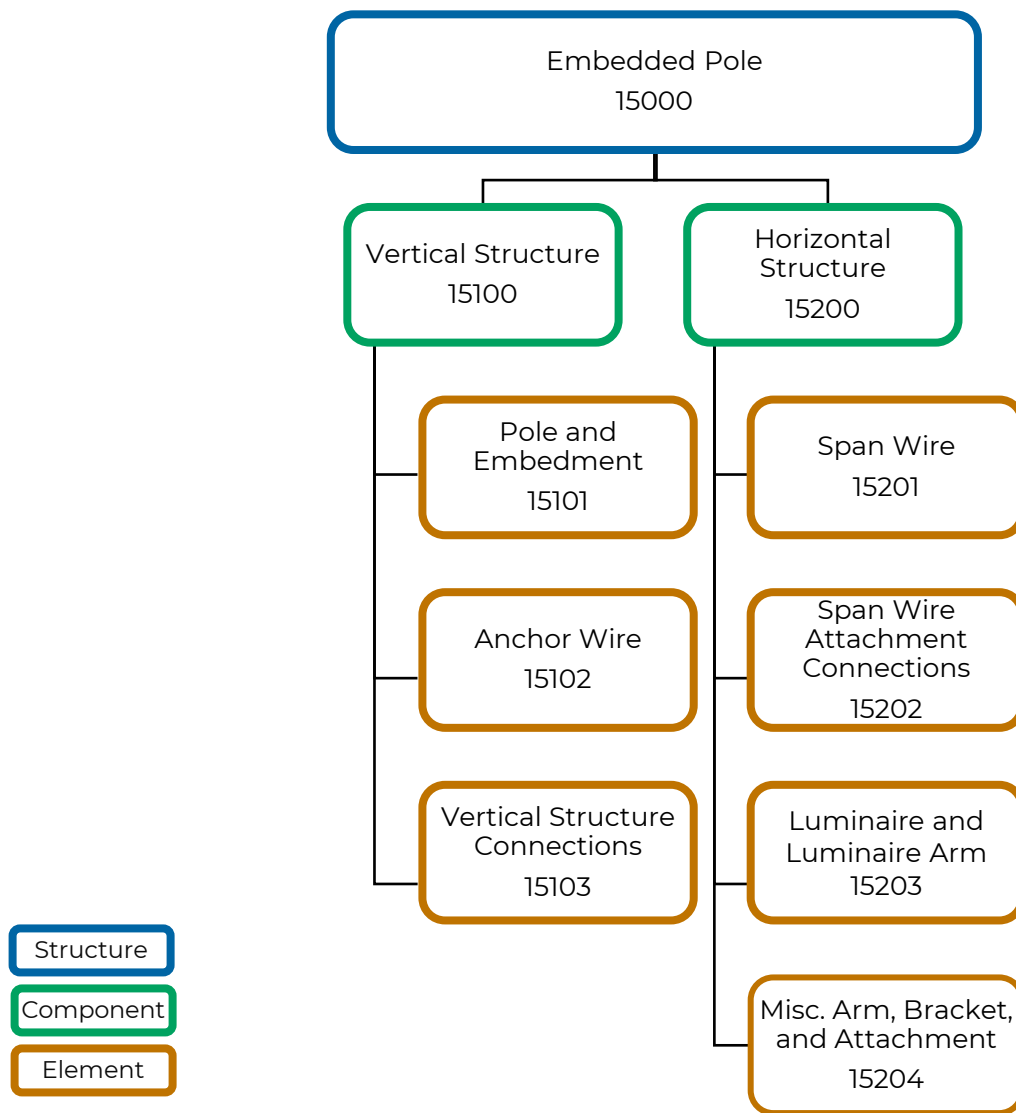 Embedded Pole
15000
Vertical Structure
15100
Horizontal
Structure
15200
Pole and
Embedment
15101
Span Wire
15201
Anchor Wire
15102
Span Wire
Attachment
Connections
15202
Vertical Structure
Connections
15103
Luminaire and
Luminaire Arm
15203
Misc. Arm, Bracket,
and Attachment
15204
Structure
Component
Element